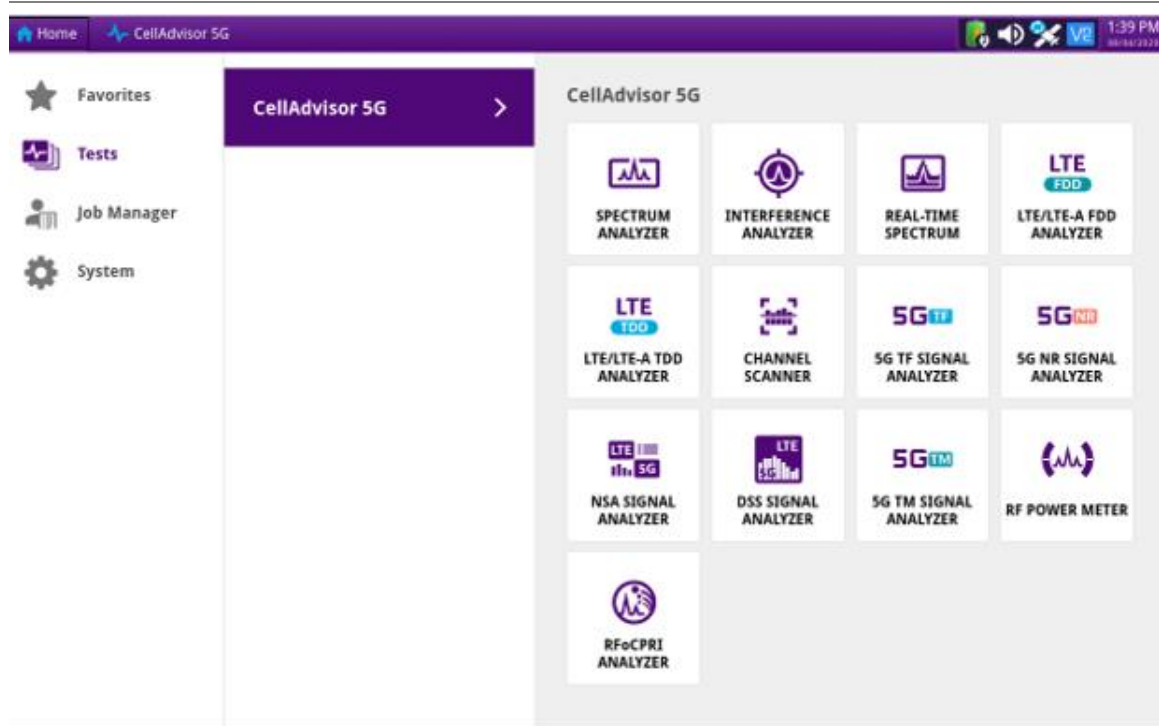 Home
CellAdvisor 5G
V2
1:39 PM
Favorites
Tests
Job Manager
System
CellAdvisor 5G
CellAdvisor 5G
SPECTRUM
ANALYZER
INTERFERENCE
ANALYZER
REAL-TIME
SPECTRUM
LTE
FDD
LTE/LTE-A FDD
ANALYZER
LTE
TDD
LTE/LTE-A TDD
ANALYZER
CHANNEL
SCANNER
5G TF
5G TF SIGNAL
ANALYZER
5G NR
5G NR SIGNAL
ANALYZER
LTE
5G
NSA SIGNAL
ANALYZER
LTE
5G
DSS SIGNAL
ANALYZER
5G TM
5G TM SIGNAL
ANALYZER
RF POWER METER
RFoCPRI
ANALYZER